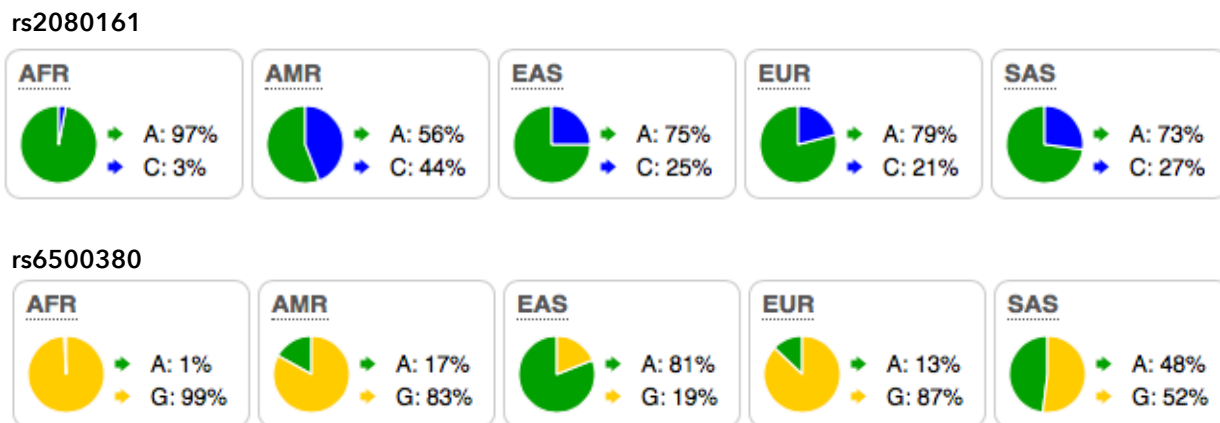 rs2080161
AFR AMR EAS EUR SAS
A: 97% A: 56% A: 75% A: 79% A: 73%
C: 3% C: 44% C: 25% C: 21% C: 27%
rs6500380
AFR AMR EAS EUR SAS
A: 1% A: 17% A: 81% A: 13% A: 48%
G: 99% G: 83% G: 19% G: 87% G: 52%